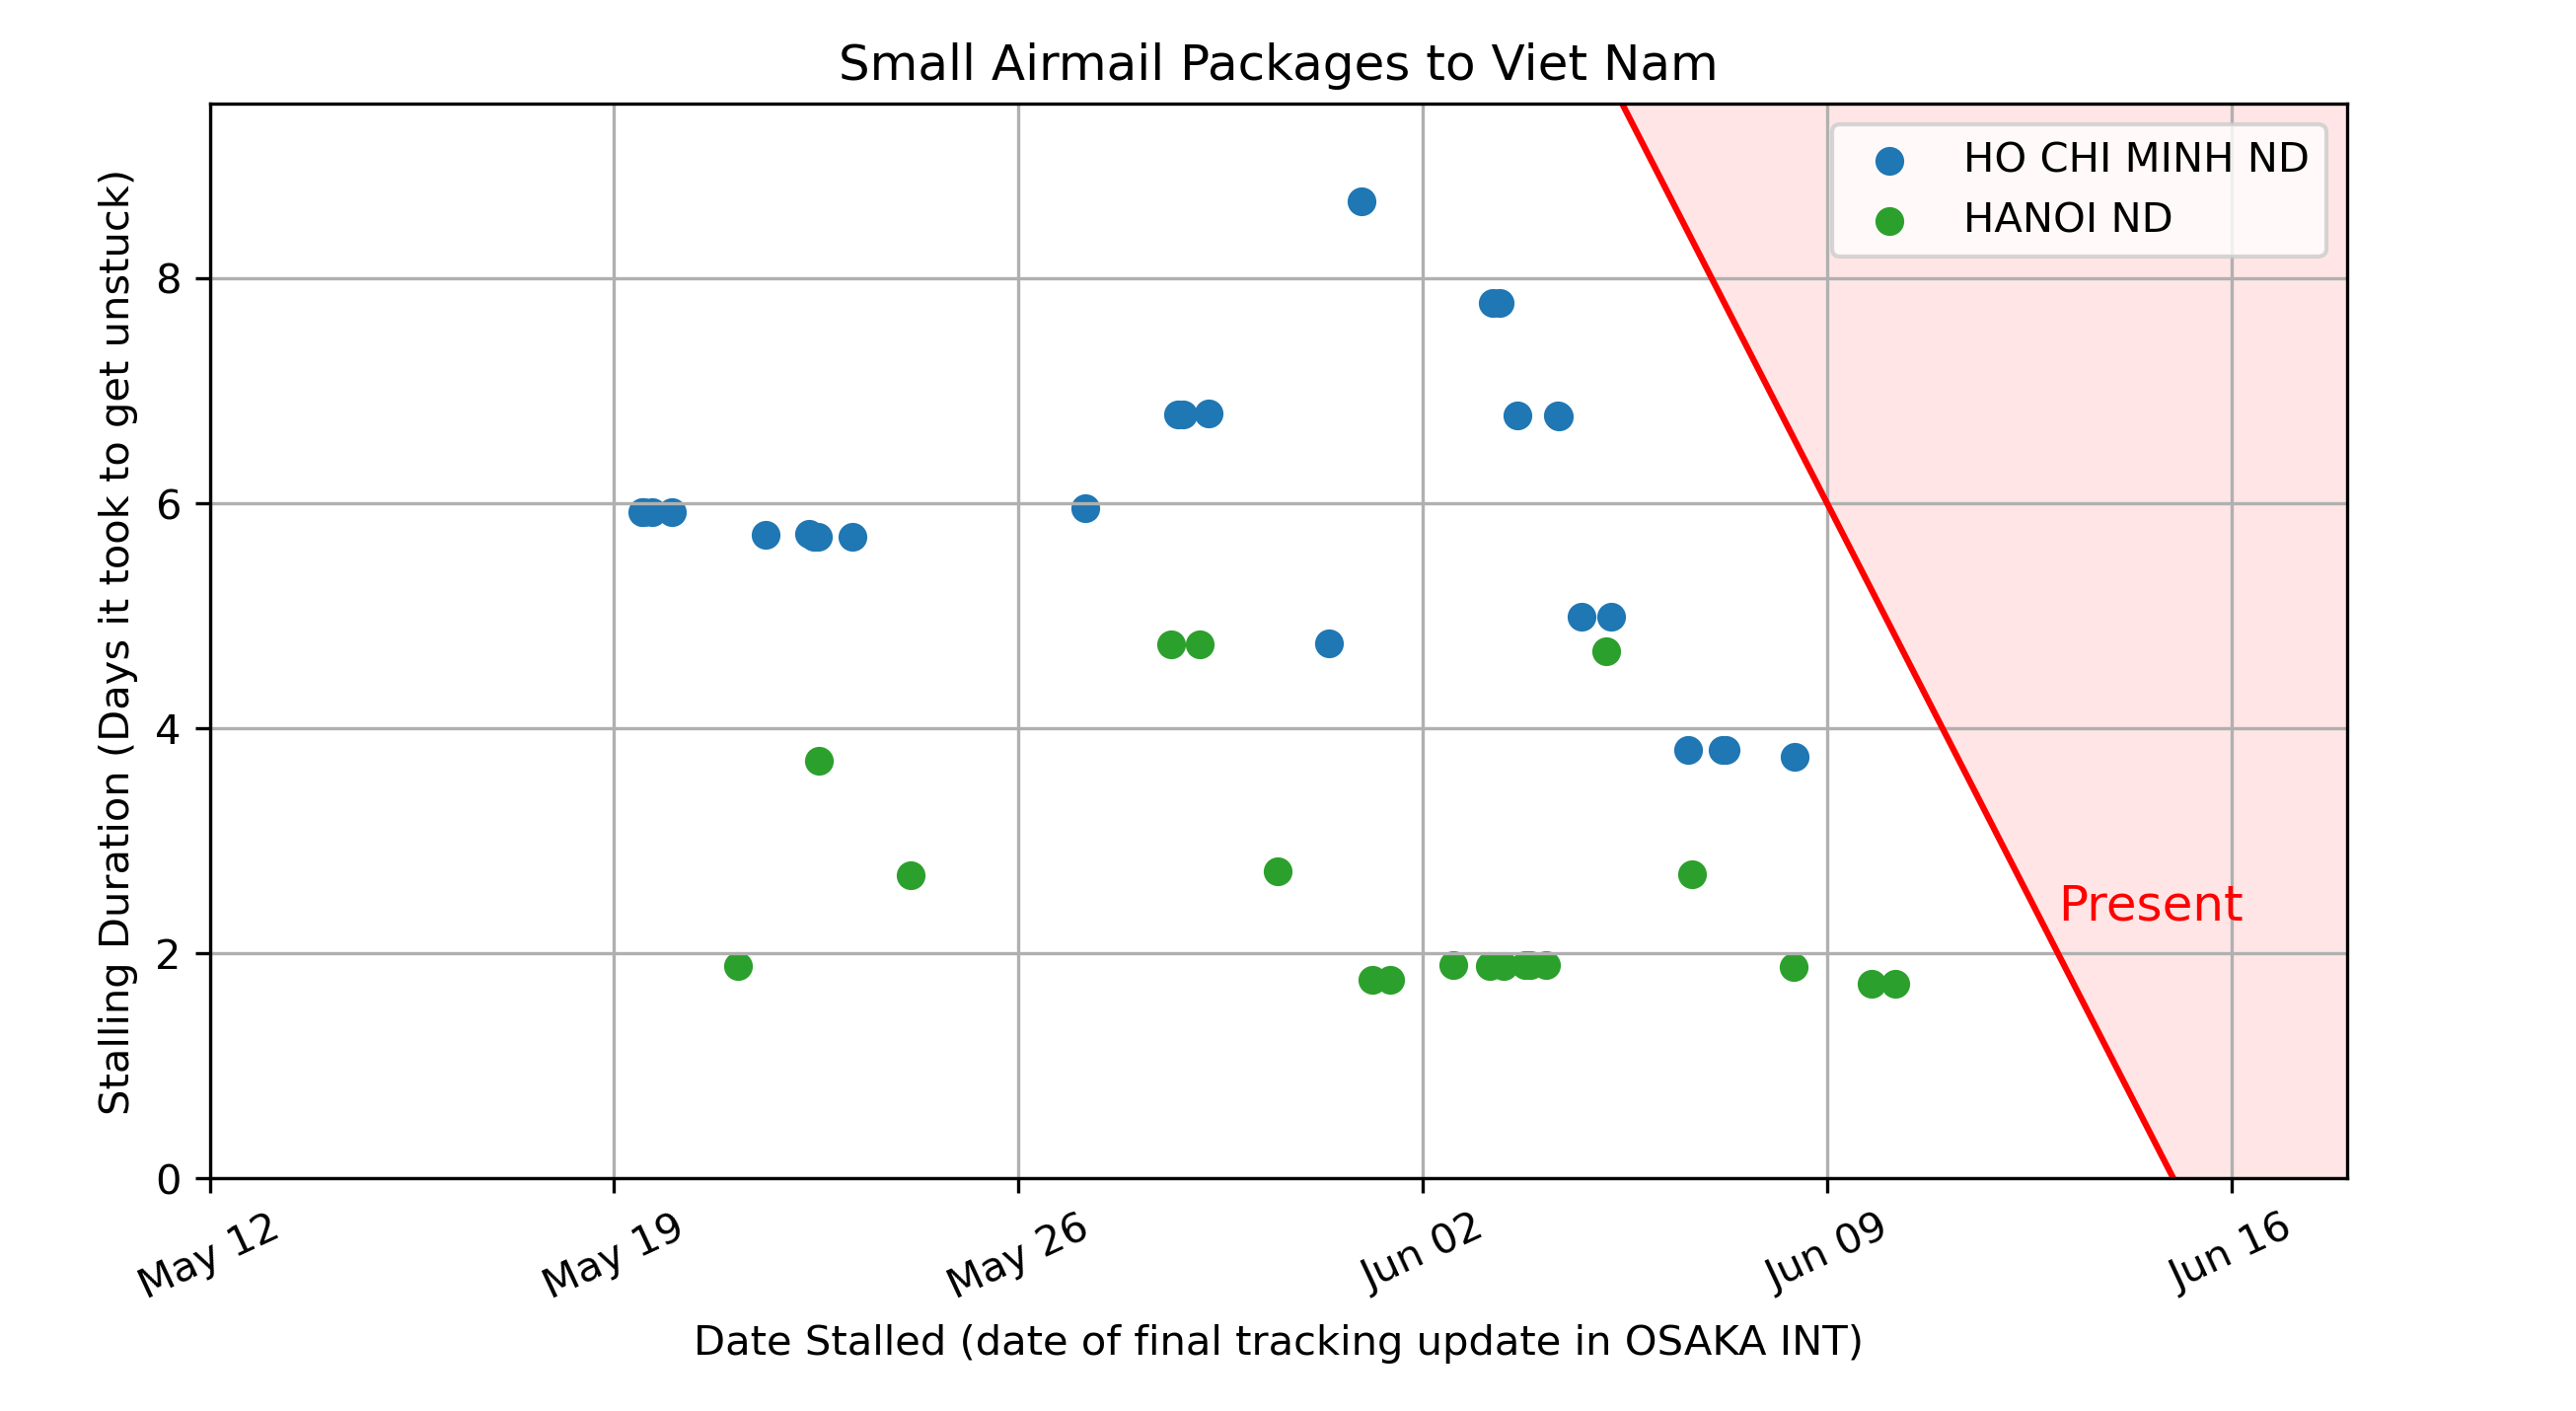 Small Airmail Packages to Viet Nam
HO CHI MINH ND
HANOI ND
Stalling Duration (Days it took to get unstuck)
8
6
4
2
0
Present
May 12
May 19
May 26
Jun 02
Jun 09
Jun 16
Date Stalled (date of final tracking update in OSAKA INT)